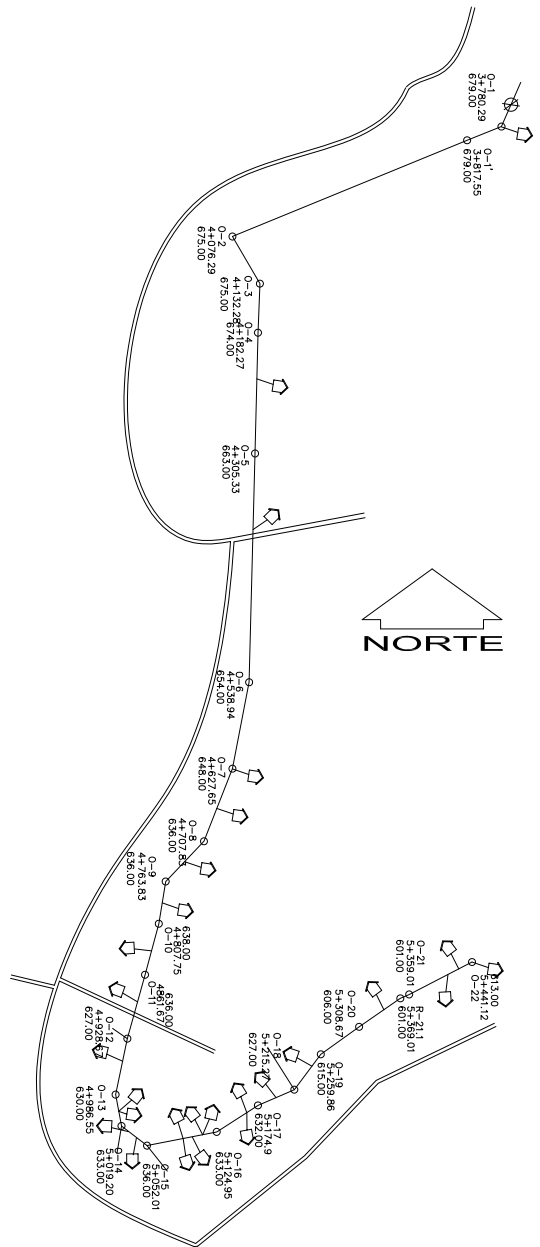 O-1
3+780.29
679.00
O-1'
3+817.55
679.00
O-2
4+076.29
675.00
O-3
4+132.28
675.00
O-4
4+182.27
674.00
O-5
4+305.33
663.00
NORTE
O-6
4+538.94
654.00
O-7
4+627.65
648.00
O-8
4+707.83
636.00
O-9
4+763.83
636.00
638.00
4+807.75
O-10
636.00
4861.67
O-11
O-12
4+928.67
627.00
O-13
4+986.55
630.00
O-14
5+019.20
633.00
O-15
5+052.01
636.00
O-16
5+124.95
633.00
O-17
5+174.9
632.00
O-18
5+215.27
627.00
O-19
5+259.86
615.00
O-20
5+308.67
606.00
O-21
5+359.01
601.00
R-21.1
5+369.01
601.00
613.00
5+441.12
O-22